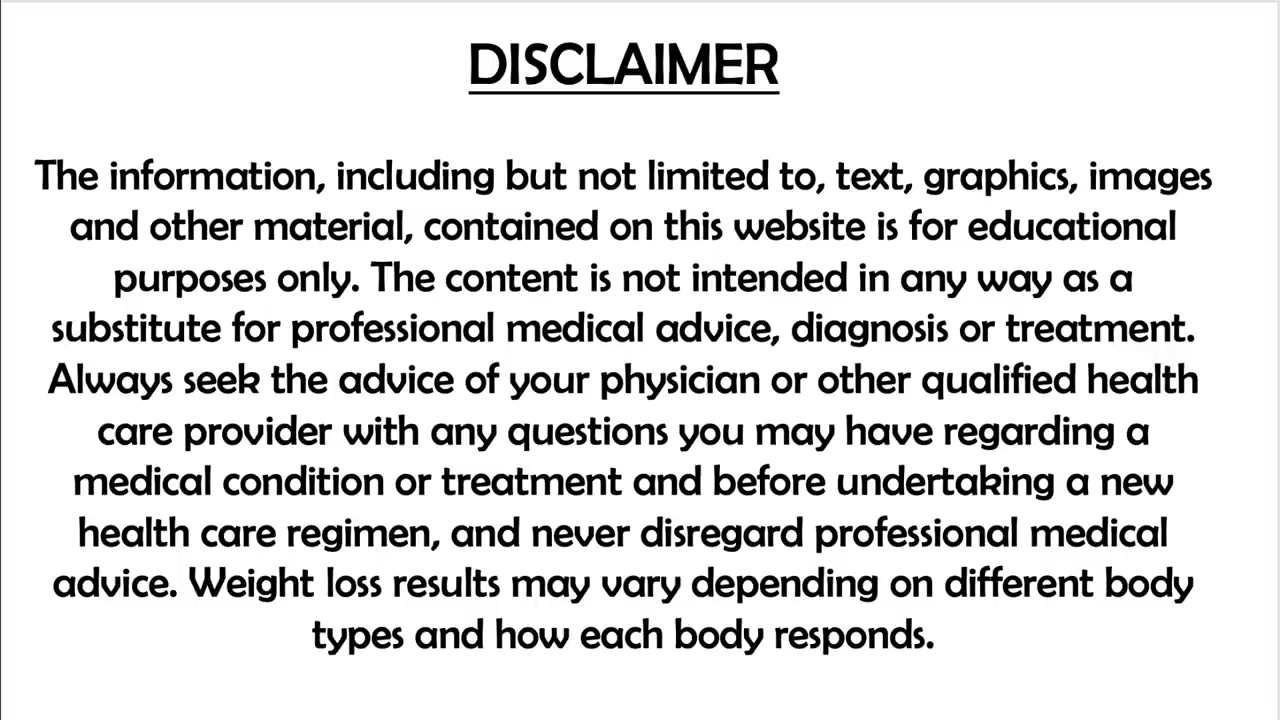 DISCLAIMER
The information, including but not limited to, text, graphics, images
and other material, contained on this website is for educational
purposes only. The content is not intended in any way as a
substitute for professional medical advice, diagnosis or treatment.
Always seek the advice of your physician or other qualified health
care provider with any questions you may have regarding a
medical condition or treatment and before undertaking a new
health care regimen, and never disregard professional medical
advice. Weight loss results may vary depending on different body
types and how each body responds.